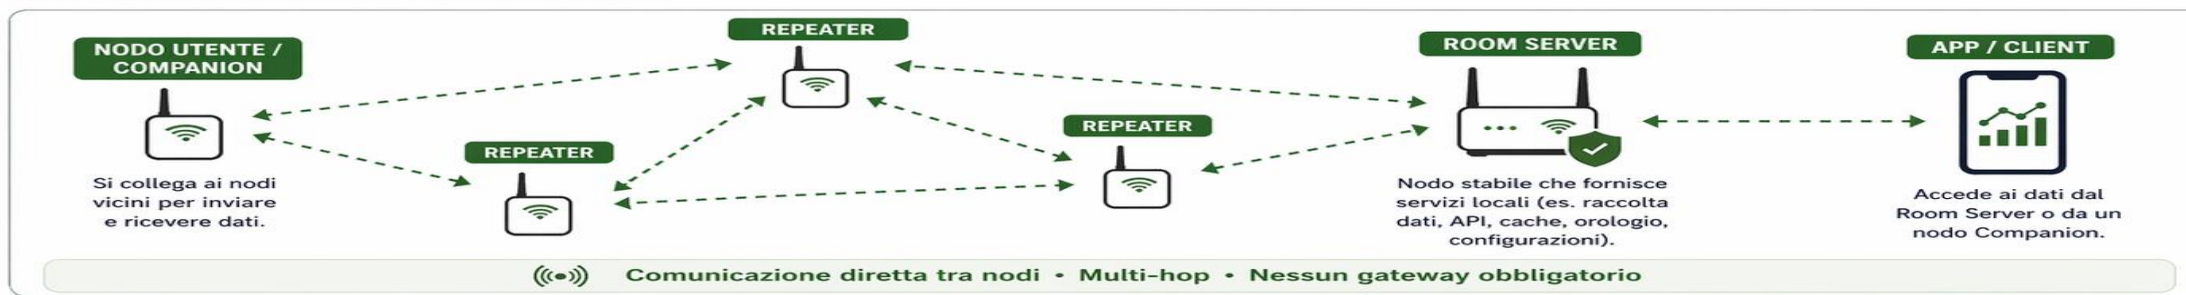 NODO UTENTE /
COMPANION
Si collega ai nodi
vicini per inviare
e ricevere dati.
REPEATER
REPEATER
REPEATER
ROOM SERVER
Nodo stabile che fornisce
servizi locali (es. raccolta
dati, API, cache, orologio,
configurazioni).
APP / CLIENT
Accede ai dati dal
Room Server o da un
nodo Companion.
Comunicazione diretta tra nodi • Multi-hop • Nessun gateway obbligatorio